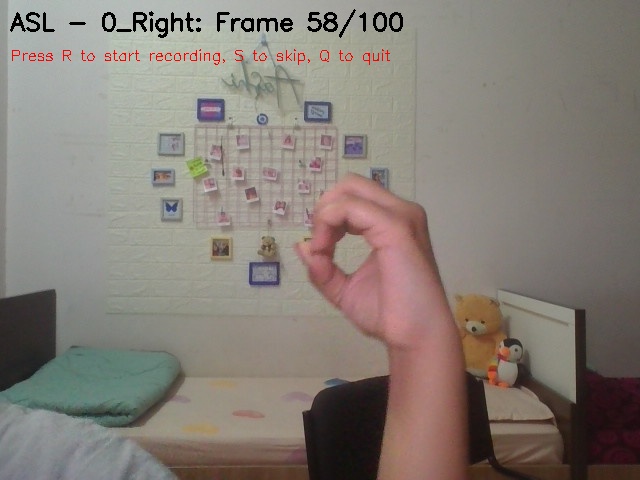 ASL - 0_Right: Frame 58/100
Press R to start recording, S to skip, Q to quit